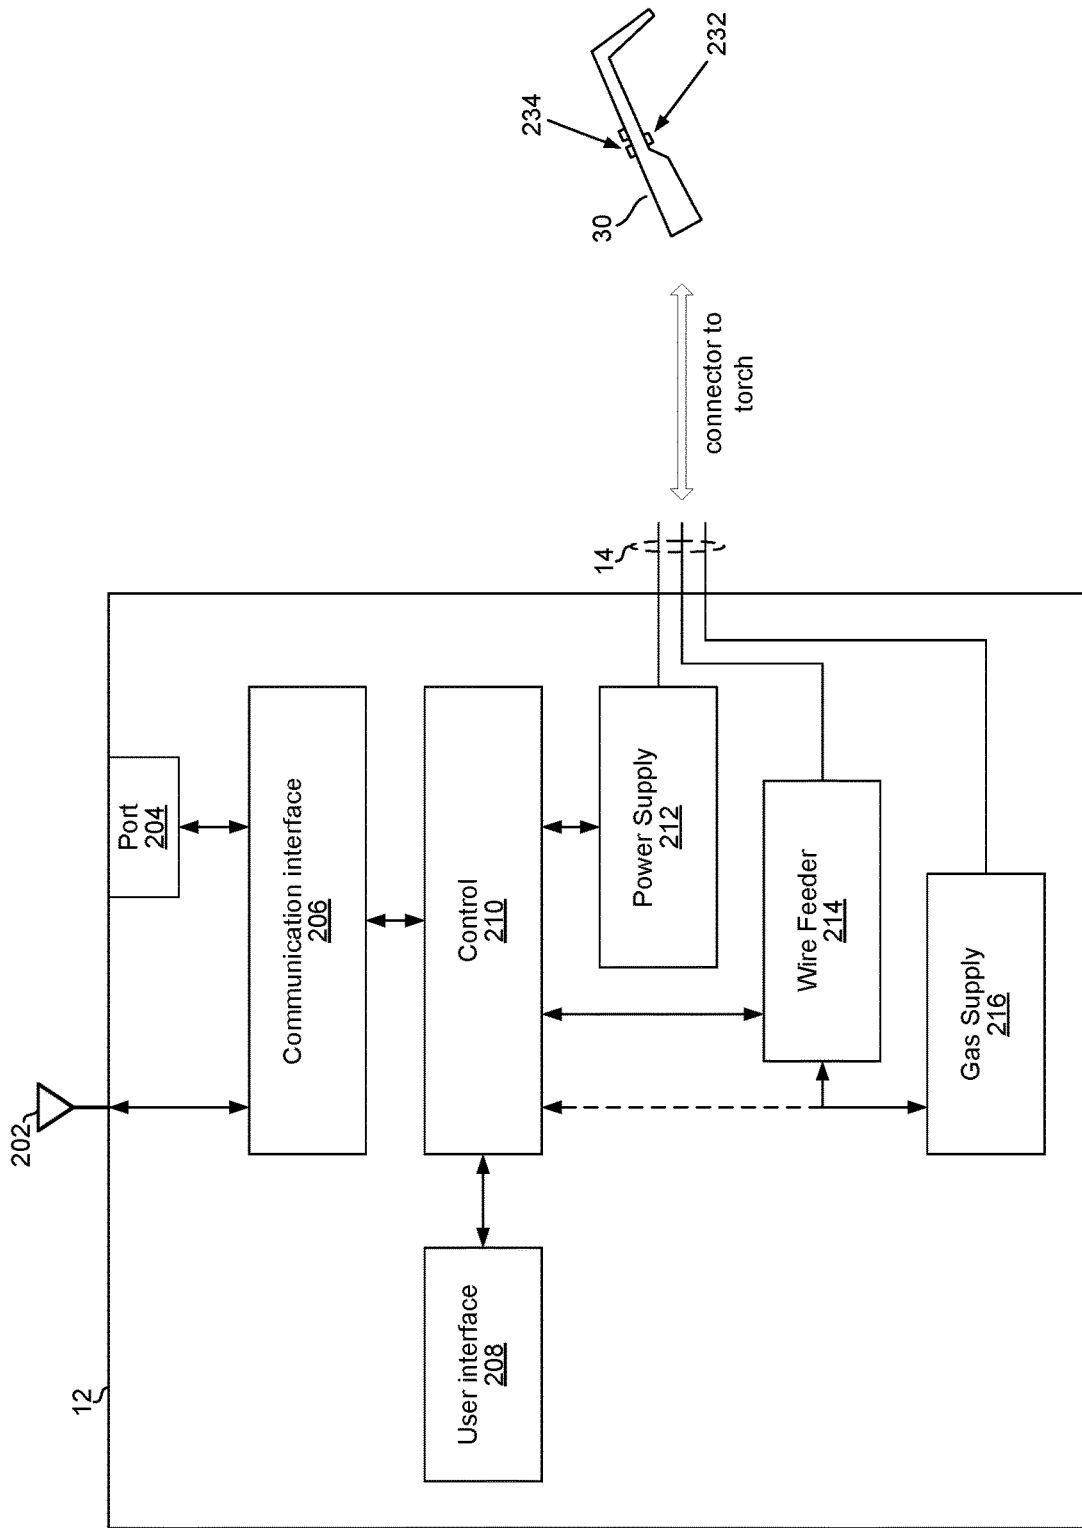 12
202
Port
204
Communication interface
206
User interface
208
Control
210
Power Supply
212
Wire Feeder
214
Gas Supply
216
14
connector to
torch
30
234
232